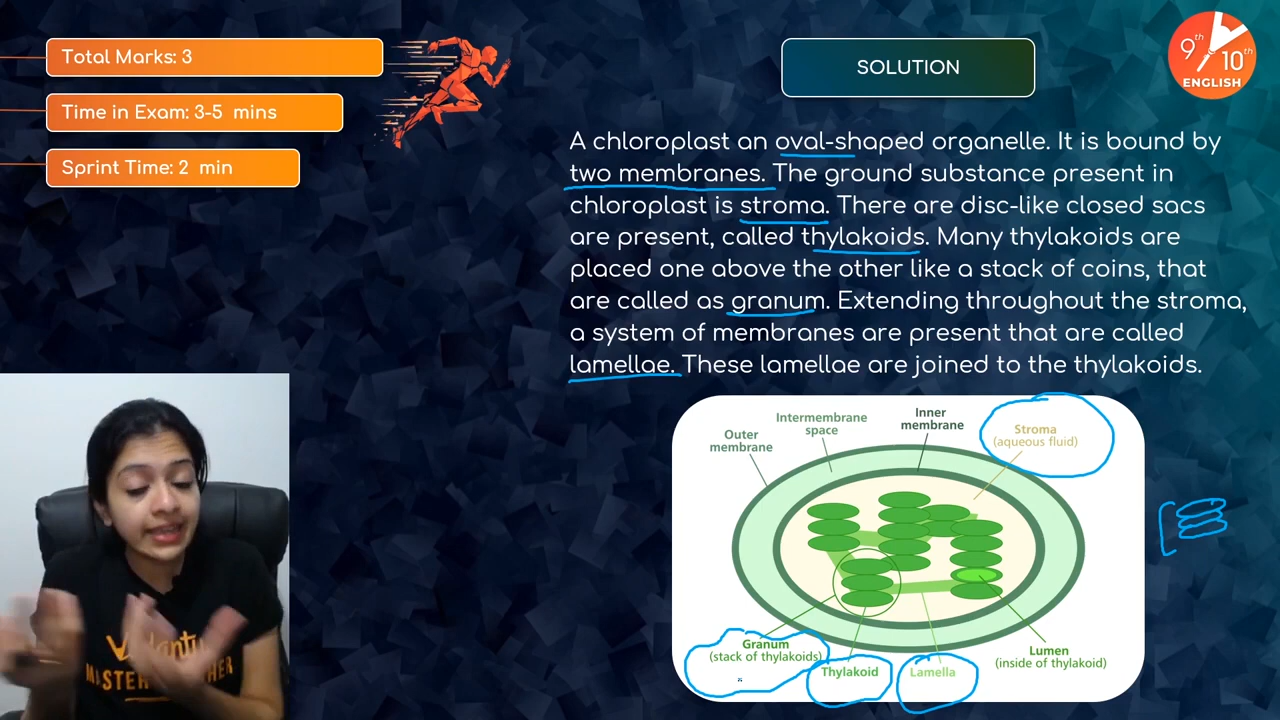 Total Marks: 3
Time in Exam: 3-5 mins
Sprint Time: 2 min
SOLUTION
9th
10th
ENGLISH
A chloroplast an oval-shaped organelle. It is bound by
two membranes. The ground substance present in
chloroplast is stroma. There are disc-like closed sacs
are present, called thylakoids. Many thylakoids are
placed one above the other like a stack of coins, that
are called as granum. Extending throughout the stroma,
a system of membranes are present that are called
lamellae. These lamellae are joined to the thylakoids.
Outer
membrane
Intermembrane
space
Inner
membrane
Stroma
(aqueous fluid)
Granum
(stack of thylakoids)
Thylakoid
Lamella
Lumen
(inside of thylakoid)
Vedantu
MASTER